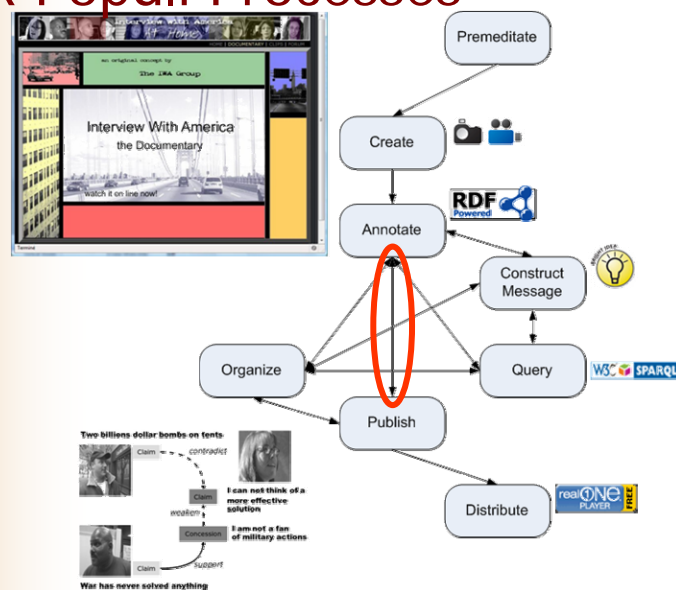 Interview with America
At Home
HOME | DOCUMENTARY | CLIPS | FORUM
an original concept by
The IWA Group
Interview With America
the Documentary
watch it on line now!
Termine
Premeditate
Create
RDF
Powered
Annotate
BRIGHT IDEA
Construct
Message
Organize
Query
W3C SPARQL
Publish
Distribute
real ONE
PLAYER
FREE
Two billions dollar bombs on tents
Claim
contradict
Claim
I can not think of a
more effective
solution
weaken
Concession
I am not a fan
of military actions
Claim
support
War has never solved anything